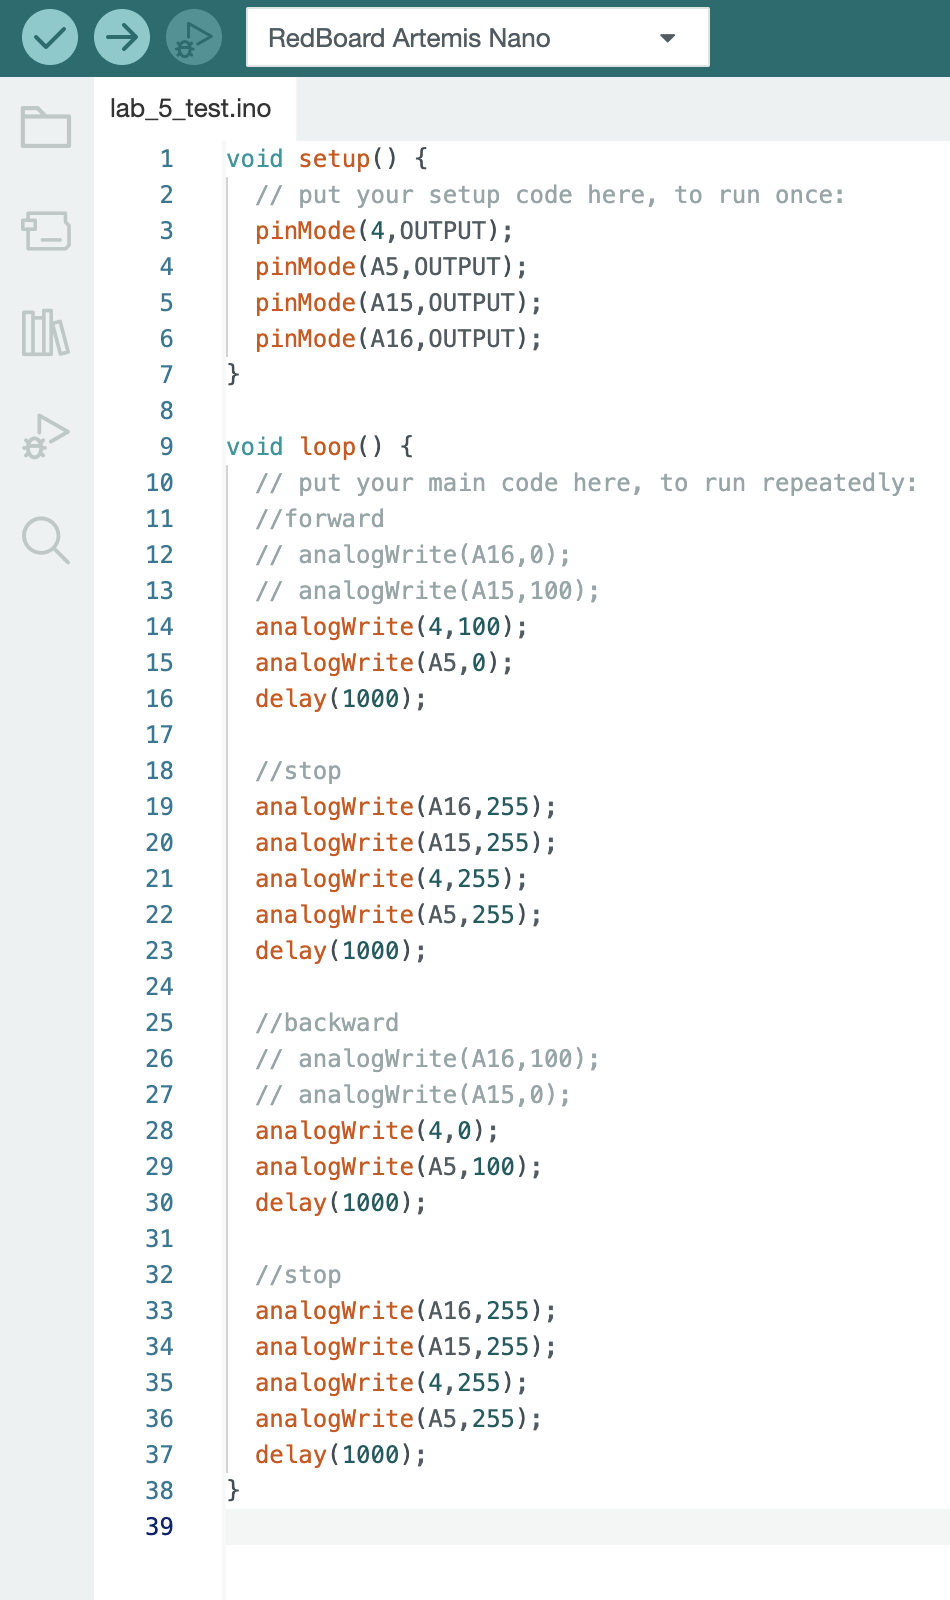 RedBoard Artemis Nano
lab_5_test.ino
1 void setup() {
2 // put your setup code here, to run once:
3 pinMode(4,OUTPUT);
4 pinMode(A5,OUTPUT);
5 pinMode(A15,OUTPUT);
6 pinMode(A16,OUTPUT);
7 }
8
9 void loop() {
10 // put your main code here, to run repeatedly:
11 //forward
12 // analogWrite(A16,0);
13 // analogWrite(A15,100);
14 analogWrite(4,100);
15 analogWrite(A5,0);
16 delay(1000);
17
18 //stop
19 analogWrite(A16,255);
20 analogWrite(A15,255);
21 analogWrite(4,255);
22 analogWrite(A5,255);
23 delay(1000);
24
25 //backward
26 // analogWrite(A16,100);
27 // analogWrite(A15,0);
28 analogWrite(4,0);
29 analogWrite(A5,100);
30 delay(1000);
31
32 //stop
33 analogWrite(A16,255);
34 analogWrite(A15,255);
35 analogWrite(4,255);
36 analogWrite(A5,255);
37 delay(1000);
38 }
39